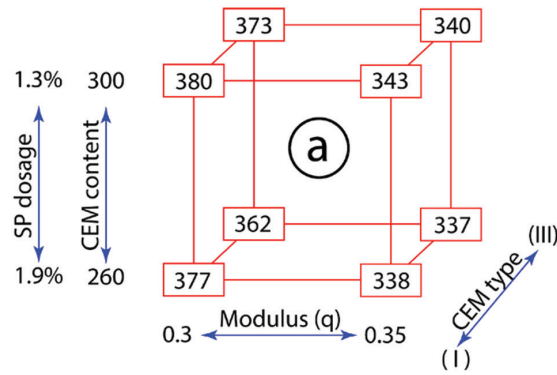 373 340
1.3% 300 380 343
SP dosage
CEM content
a
362 337
1.9% 260 377 338
(III)
CEM type
(I)
0.3 Modulus (q) 0.35